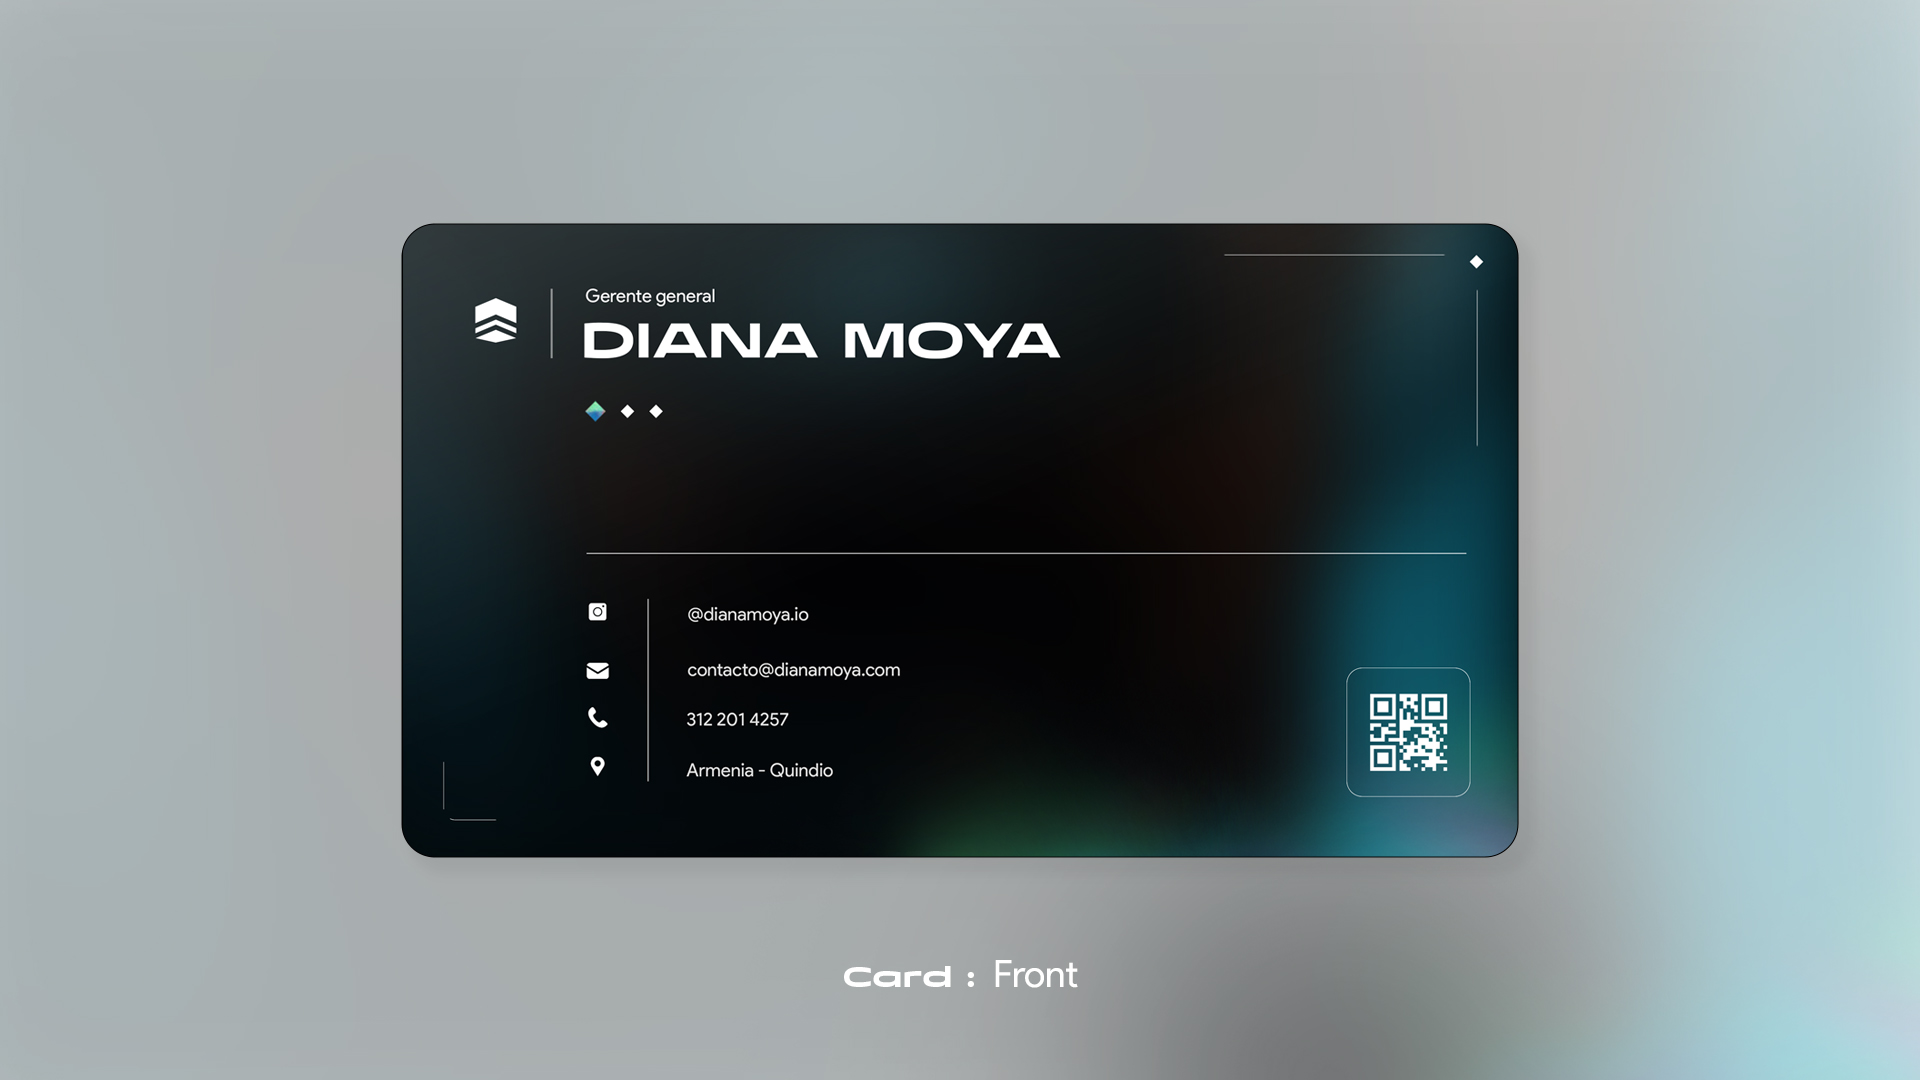 Gerente general
DIANA MOYA
@dianamoya.io
contacto@dianamoya.com
312 201 4257
Armenia - Quindio
Card : Front